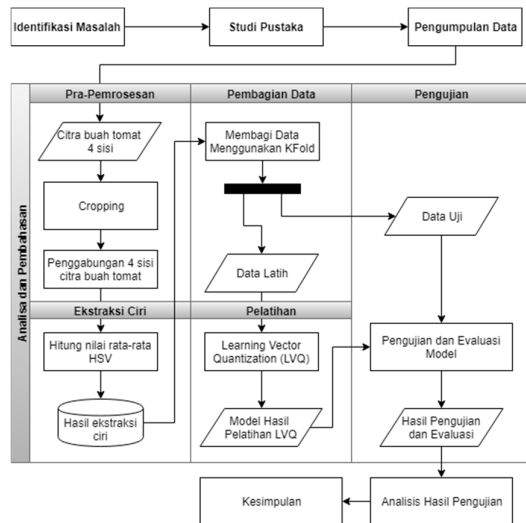 Identifikasi Masalah
Studi Pustaka
Pengumpulan Data
Analisa dan Pembahasan
Pra-Pemrosesan
Pembagian Data
Pengujian
Citra buah tomat
4 sisi
Membagi Data
Menggunakan KFold
Cropping
Data Uji
Penggabungan 4 sisi
citra buah tomat
Data Latih
Ekstraksi Ciri
Pelatihan
Hitung nilai rata-rata
HSV
Learning Vector
Quantization (LVQ)
Pengujian dan Evaluasi
Model
Hasil ekstraksi
ciri
Model Hasil
Pelatihan LVQ
Hasil Pengujian
dan Evaluasi
Kesimpulan
Analisis Hasil Pengujian